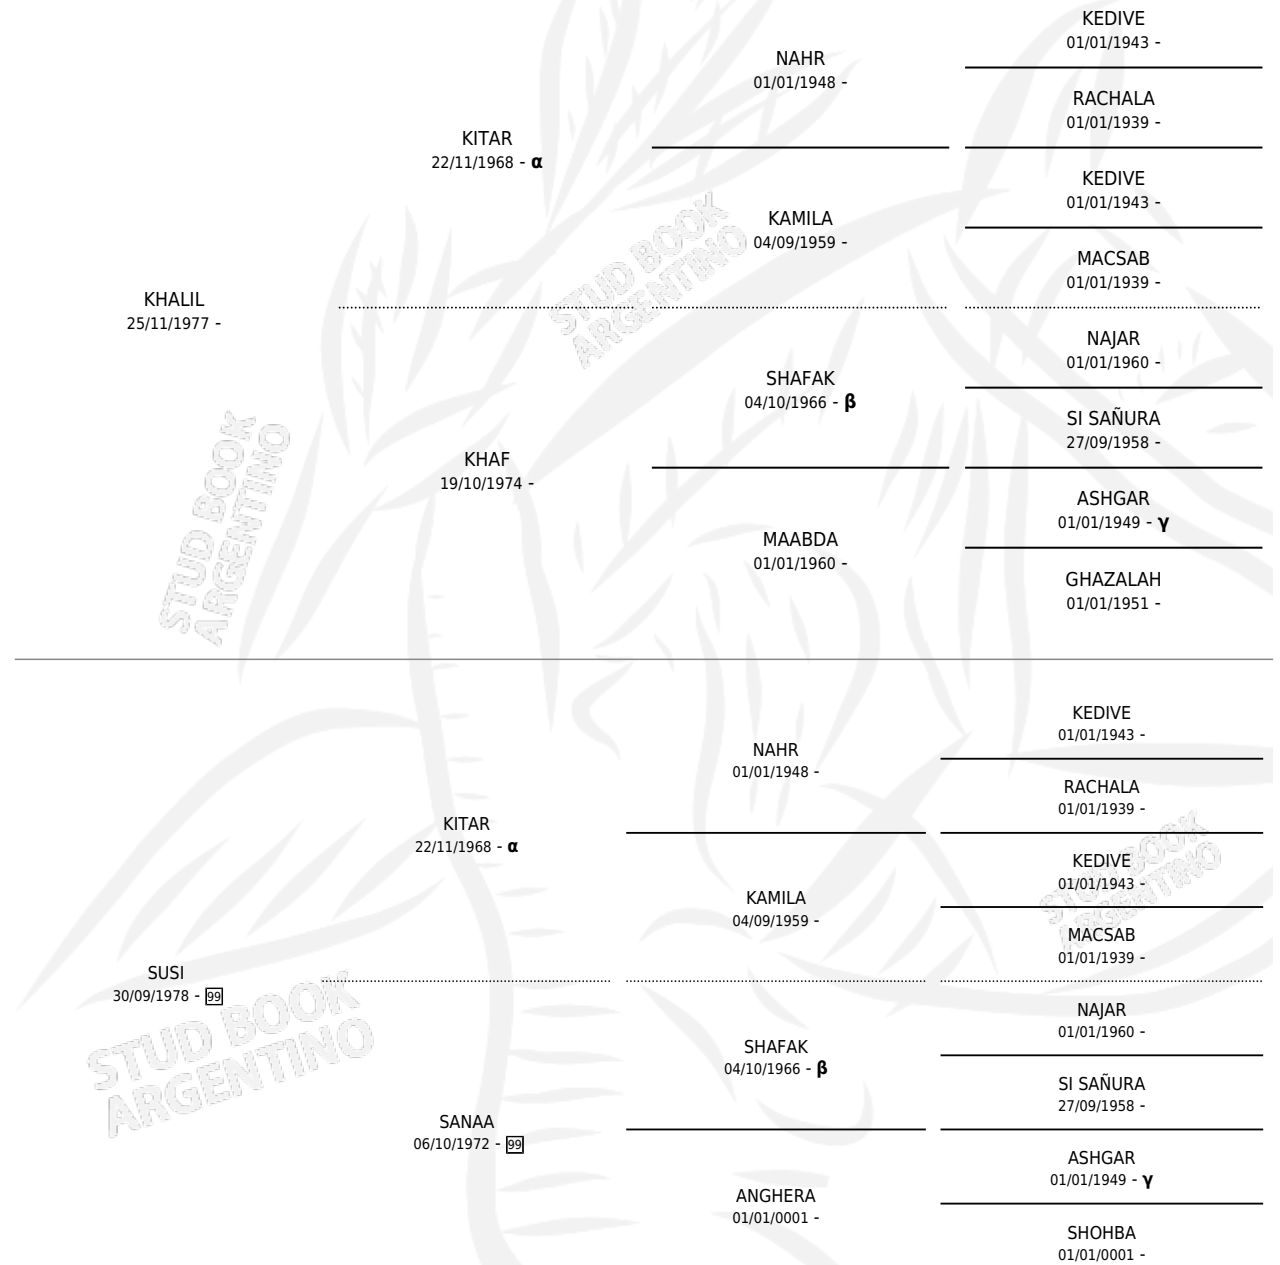 KEDIVE
01/01/1943 -
NAHR
01/01/1948 -
RACHALA
01/01/1939 -
KITAR
22/11/1968 - α
KEDIVE
01/01/1943 -
KAMILA
04/09/1959 -
MACSAB
01/01/1939 -
KHALIL
25/11/1977 -
NAJAR
01/01/1960 -
SHAFAK
04/10/1966 - β
SI SAÑURA
27/09/1958 -
KHAF
19/10/1974 -
ASHGAR
01/01/1949 - γ
MAABDA
01/01/1960 -
GHAZALAH
01/01/1951 -
STUD BOOK
ARGENTINO
STUD BOOK
ARGENTINO
KEDIVE
01/01/1943 -
NAHR
01/01/1948 -
RACHALA
01/01/1939 -
KITAR
22/11/1968 - α
KEDIVE
01/01/1943 -
KAMILA
04/09/1959 -
MACSAB
01/01/1939 -
SUSI
30/09/1978 - 99
NAJAR
01/01/1960 -
SHAFAK
04/10/1966 - β
SI SAÑURA
27/09/1958 -
SANAA
06/10/1972 - 99
ASHGAR
01/01/1949 - γ
ANGHERA
01/01/0001 -
SHOHBA
01/01/0001 -
STUD BOOK
ARGENTINO
STUD BOOK
ARGENTINO